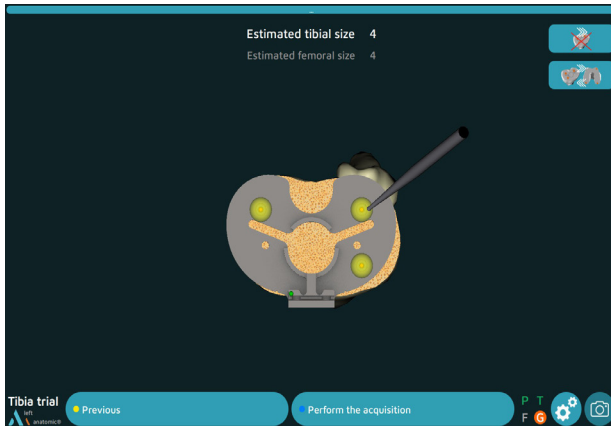 Estimated tibial size 4
Estimated femoral size 4
Tibia trial
left
anatomic®
Previous
Perform the acquisition
P T
F G